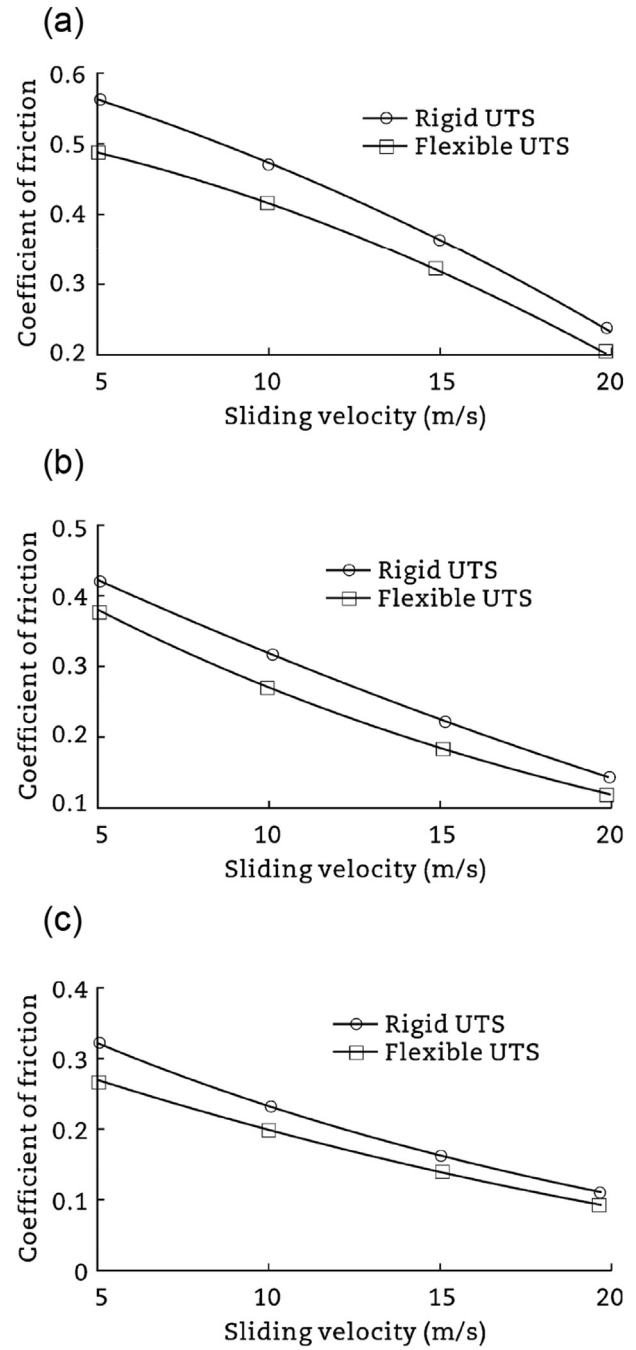 (a)
Coefficient of friction
0.6
0.5
0.4
0.3
0.2
Rigid UTS
Flexible UTS
5 10 15 20
Sliding velocity (m/s)
(b)
Coefficient of friction
0.5
0.4
0.3
0.2
0.1
Rigid UTS
Flexible UTS
5 10 15 20
Sliding velocity (m/s)
(c)
Coefficient of friction
0.4
0.3
0.2
0.1
0
Rigid UTS
Flexible UTS
5 10 15 20
Sliding velocity (m/s)